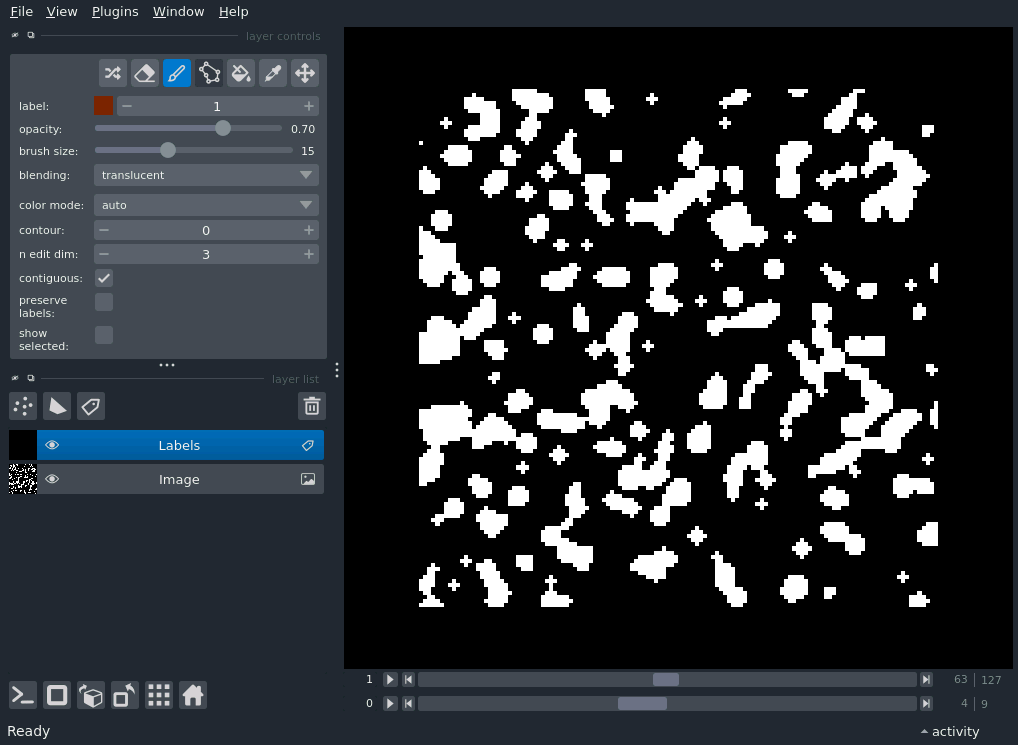 File View Plugins Window Help
layer controls
label: 1
opacity: 0.70
brush size: 15
blending: translucent
color mode: auto
contour: 0
n edit dim: 3
contiguous:
preserve
labels:
show
selected:
layer list
Labels
Image
1 63 127
0 4 9
Ready activity